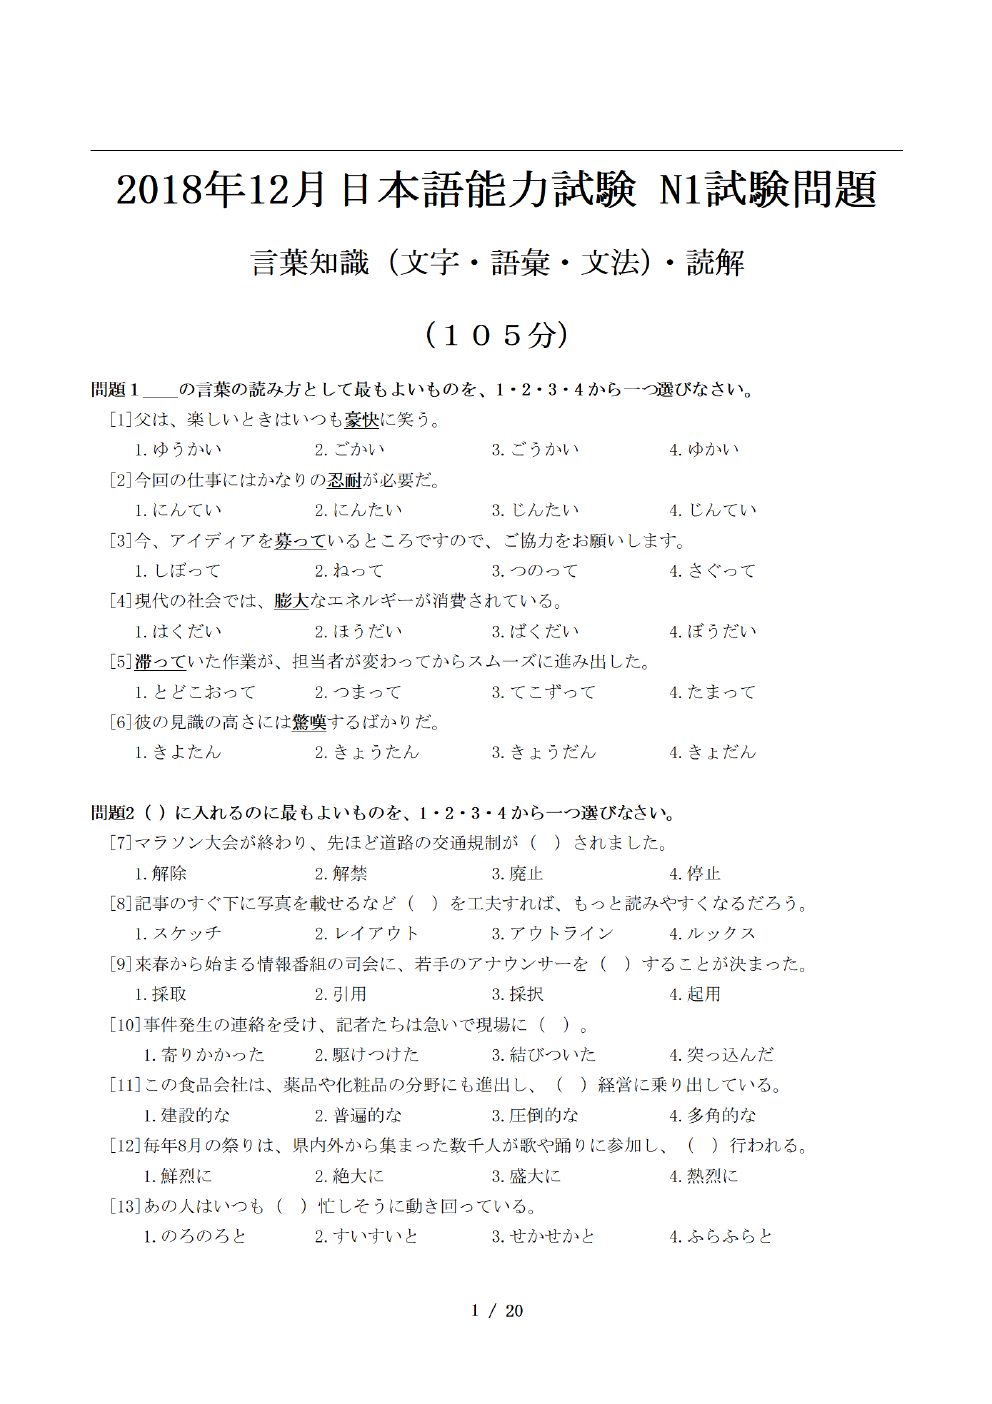 2018年12月日本語能力試験 N1試験問題
言葉知識（文字・語彙・文法）・読解
（１０５分）
問題１____の言葉の読み方として最もよいものを、1・2・3・4から一つ選びなさい。
[1]父は、楽しいときはいつも豪快に笑う。
1.ゆうかい 2.ごかい 3.ごうかい 4.ゆかい
[2]今回の仕事にはかなりの忍耐が必要だ。
1.にんてい 2.にんたい 3.じんたい 4.じんてい
[3]今、アイディアを募っているところですので、ご協力をお願いします。
1.しぼって 2.ねって 3.つのって 4.さぐって
[4]現代の社会では、膨大なエネルギーが消費されている。
1.はくだい 2.ほうだい 3.ばくだい 4.ぼうだい
[5]滞っていた作業が、担当者が変わってからスムーズに進み出した。
1.とどこおって 2.つまって 3.てこずって 4.たまって
[6]彼の見識の高さには驚嘆するばかりだ。
1.きよたん 2.きょうたん 3.きょうだん 4.きょだん
問題2（ ）に入れるのに最もよいものを、1・2・3・4から一つ選びなさい。
[7]マラソン大会が終わり、先ほど道路の交通規制が（　）されました。
1.解除 2.解禁 3.廃止 4.停止
[8]記事のすぐ下に写真を載せるなど（　）を工夫すれば、もっと読みやすくなるだろう。
1.スケッチ 2.レイアウト 3.アウトライン 4.ルックス
[9]来春から始まる情報番組の司会に、若手のアナウンサーを（　）することが決まった。
1.採取 2.引用 3.採択 4.起用
[10]事件発生の連絡を受け、記者たちは急いで現場に（　）。
1.寄りかかった 2.駆けつけた 3.結びついた 4.突っ込んだ
[11]この食品会社は、薬品や化粧品の分野にも進出し、（　）経営に乗り出している。
1.建設的な 2.普遍的な 3.圧倒的な 4.多角的な
[12]毎年8月の祭りは、県内外から集まった数千人が歌や踊りに参加し、（　）行われる。
1.鮮烈に 2.絶大に 3.盛大に 4.熱烈に
[13]あの人はいつも（　）忙しそうに動き回っている。
1.のろのろと 2.すいすいと 3.せかせかと 4.ふらふらと
1 / 20